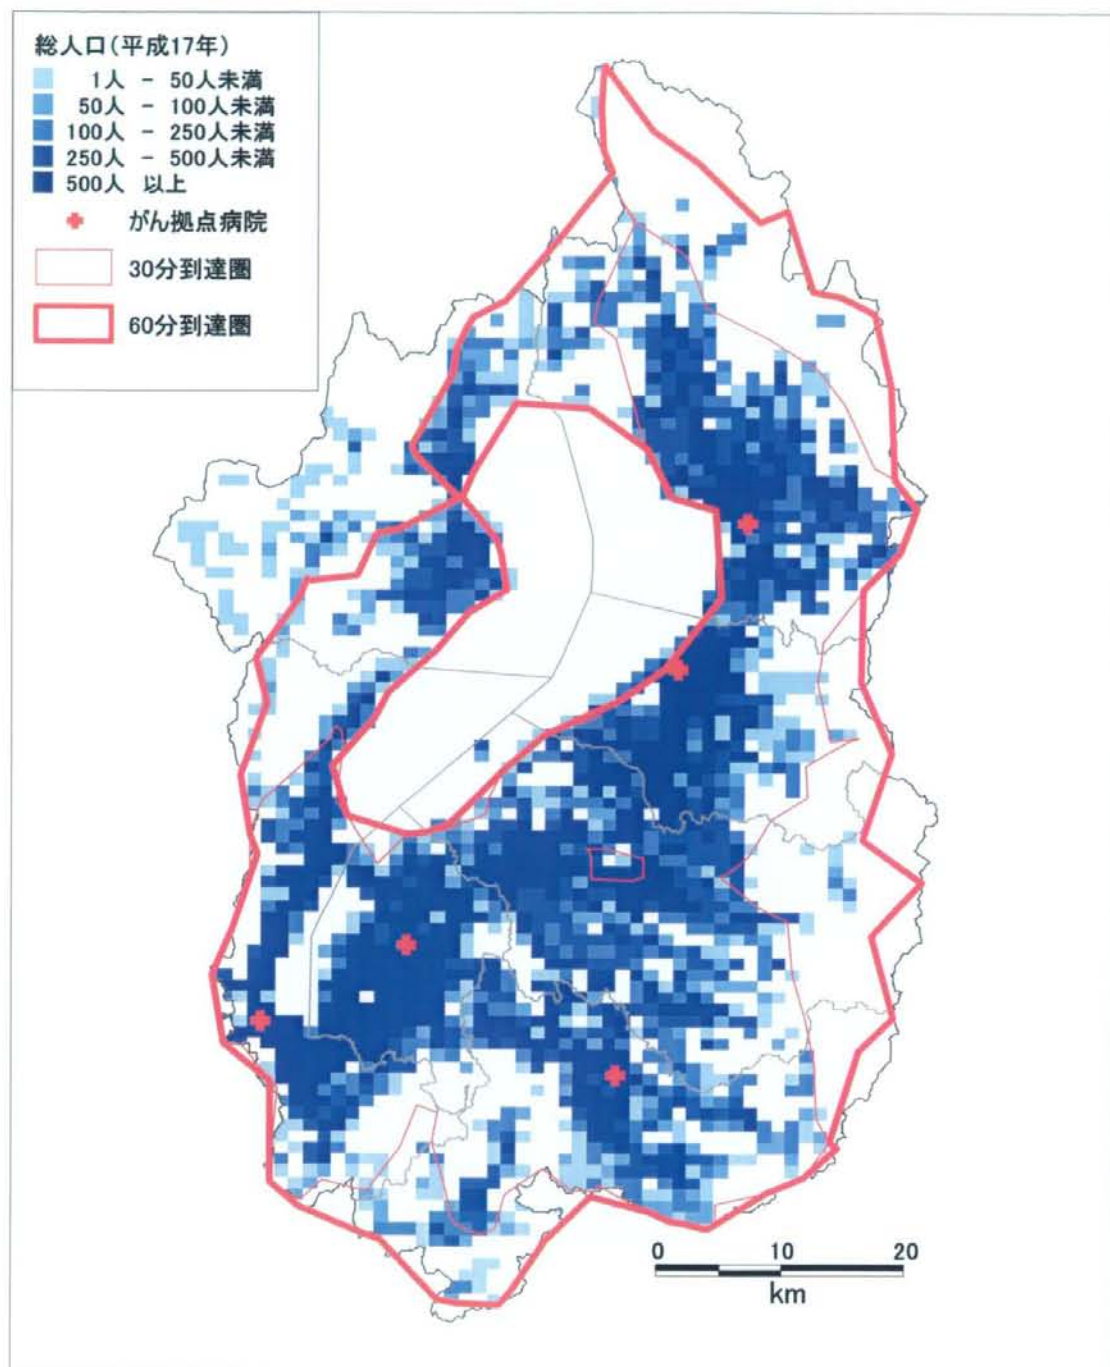 総人口(平成17年)
1人 － 50人未満
50人 － 100人未満
100人 － 250人未満
250人 － 500人未満
500人 以上
がん拠点病院
30分到達圏
60分到達圏
0 10 20
km